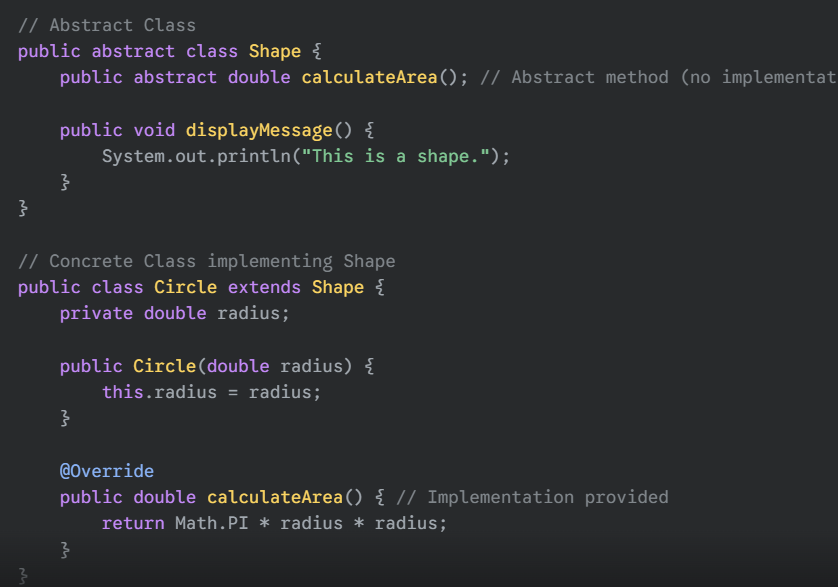 // Abstract Class
public abstract class Shape {
    public abstract double calculateArea(); // Abstract method (no
    public void displayMessage() {
        System.out.println("This is a shape.");
    }
}
// Concrete Class implementing Shape
public class Circle extends Shape {
    private double radius;
    public Circle(double radius) {
        this.radius = radius;
    }
    @Override
    public double calculateArea() { // Implementation provided
        return Math.PI * radius * radius;
    }
}